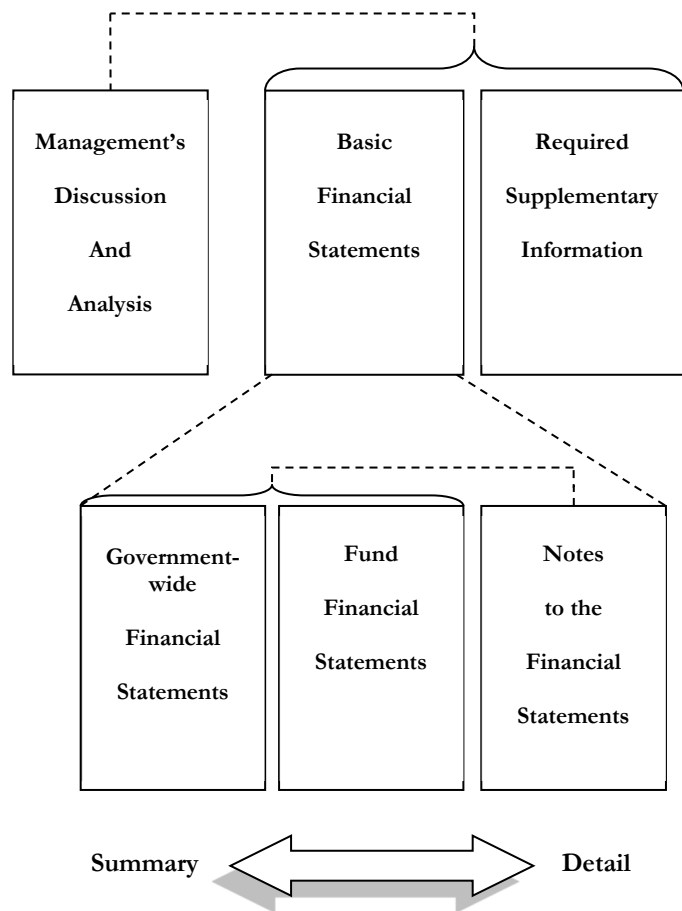 Management’s
Discussion
And
Analysis
Basic
Financial
Statements
Required
Supplementary
Information
Government-
wide
Financial
Statements
Fund
Financial
Statements
Notes
to the
Financial
Statements
Summary
Detail